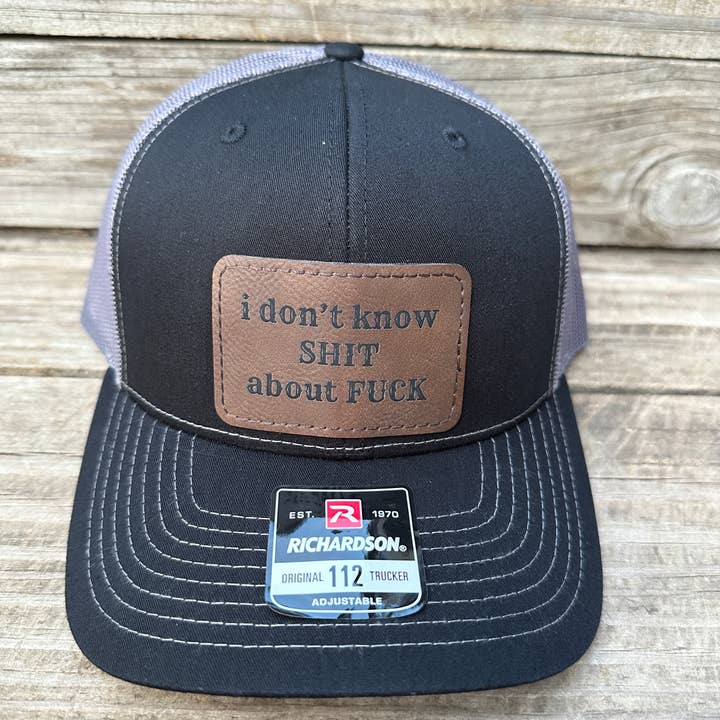 i don't know
SHIT
about FUCK
EST. R 1970
RICHARDSON®
ORIGINAL 112 TRUCKER
ADJUSTABLE